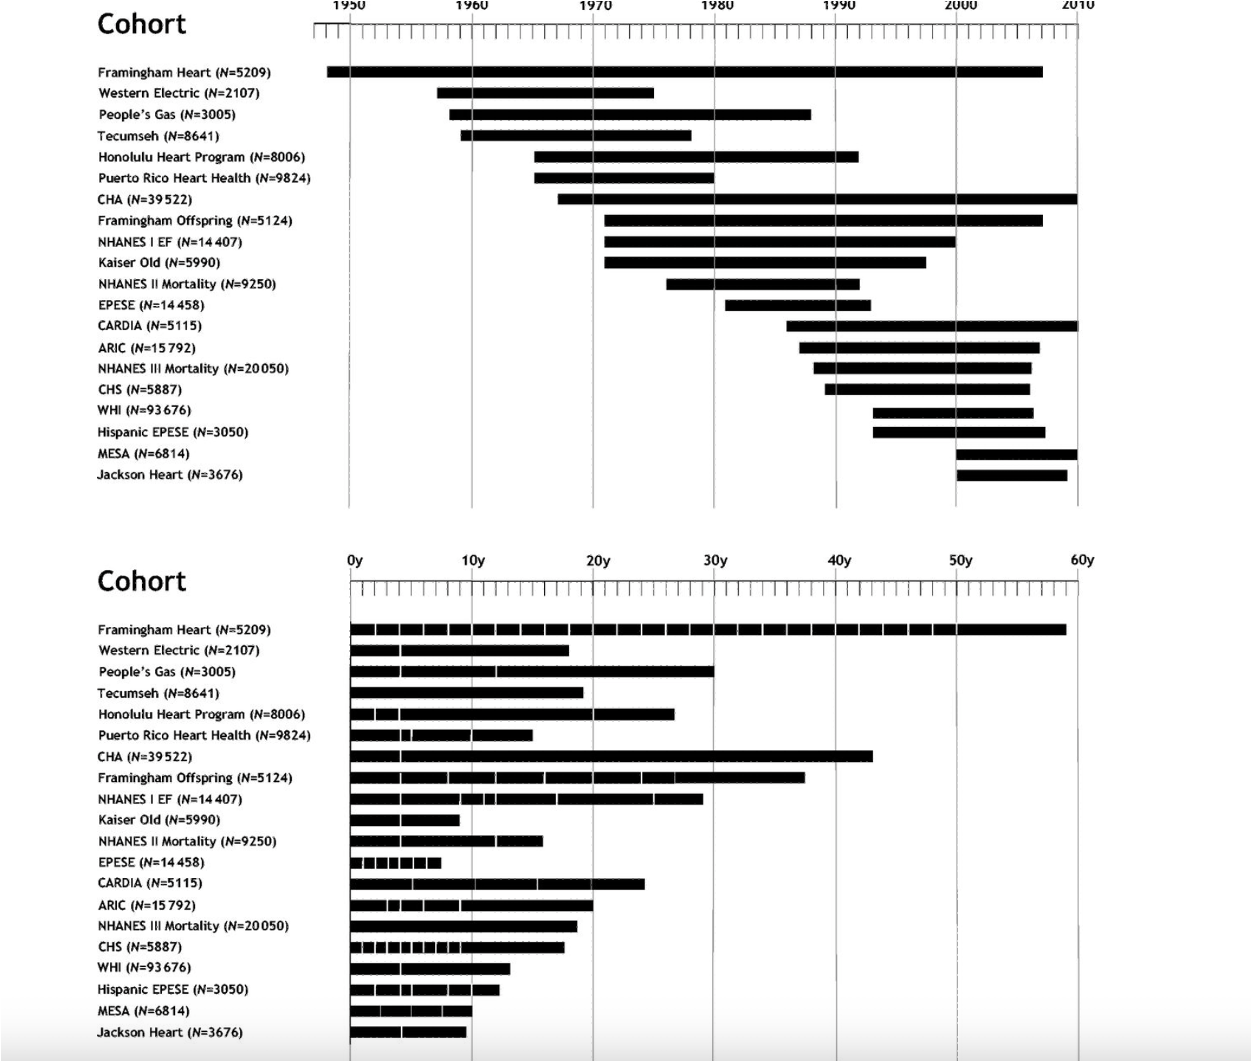 1950 1960 1970 1980 1990 2000 2010
Cohort
Framingham Heart (N=5209)
Western Electric (N=2107)
People's Gas (N=3005)
Tecumseh (N=8641)
Honolulu Heart Program (N=8006)
Puerto Rico Heart Health (N=9824)
CHA (N=39522)
Framingham Offspring (N=5124)
NHANES I EF (N=14407)
Kaiser Old (N=5990)
NHANES II Mortality (N=9250)
EPESE (N=14458)
CARDIA (N=5115)
ARIC (N=15792)
NHANES III Mortality (N=20050)
CHS (N=5887)
WHI (N=93676)
Hispanic EPESE (N=3050)
MESA (N=6814)
Jackson Heart (N=3676)
0y 10y 20y 30y 40y 50y 60y
Cohort
Framingham Heart (N=5209)
Western Electric (N=2107)
People's Gas (N=3005)
Tecumseh (N=8641)
Honolulu Heart Program (N=8006)
Puerto Rico Heart Health (N=9824)
CHA (N=39522)
Framingham Offspring (N=5124)
NHANES I EF (N=14407)
Kaiser Old (N=5990)
NHANES II Mortality (N=9250)
EPESE (N=14458)
CARDIA (N=5115)
ARIC (N=15792)
NHANES III Mortality (N=20050)
CHS (N=5887)
WHI (N=93676)
Hispanic EPESE (N=3050)
MESA (N=6814)
Jackson Heart (N=3676)